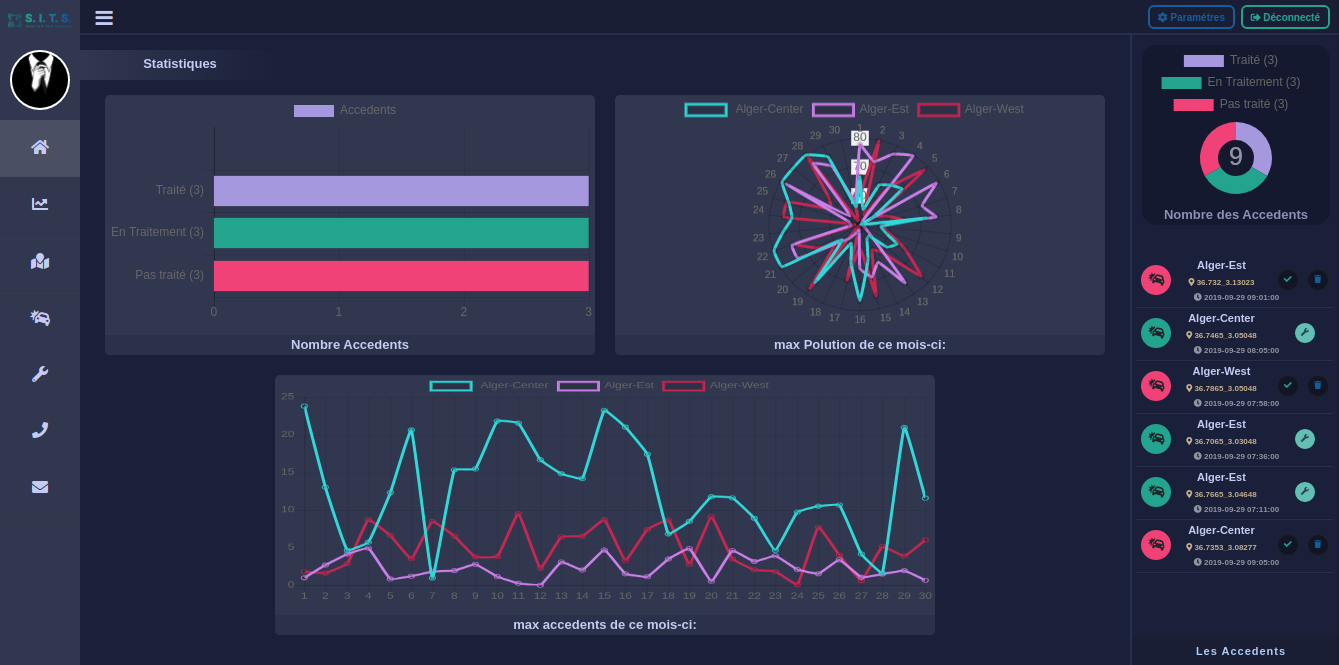 S. I. T. S.
Paramétres
Déconnecté
Statistiques
Accedents
Traité (3)
En Traitement (3)
Pas traité (3)
0 1 2 3
Nombre Accedents
Alger-Center Alger-Est Alger-West
80
70
1 2 3 4 5 6 7 8 9 10 11 12 13 14 15 16 17 18 19 20 21 22 23 24 25 26 27 28 29 30
max Polution de ce mois-ci:
Alger-Center Alger-Est Alger-West
25
20
15
10
5
0
1 2 3 4 5 6 7 8 9 10 11 12 13 14 15 16 17 18 19 20 21 22 23 24 25 26 27 28 29 30
max accedents de ce mois-ci:
Traité (3)
En Traitement (3)
Pas traité (3)
9
Nombre des Accedents
Alger-Est
36.732_3.13023
2019-09-29 09:01:00
Alger-Center
36.7465_3.05048
2019-09-29 08:05:00
Alger-West
36.7865_3.05048
2019-09-29 07:58:00
Alger-Est
36.7065_3.03048
2019-09-29 07:36:00
Alger-Est
36.7665_3.04648
2019-09-29 07:11:00
Alger-Center
36.7353_3.08277
2019-09-29 09:05:00
Les Accedents